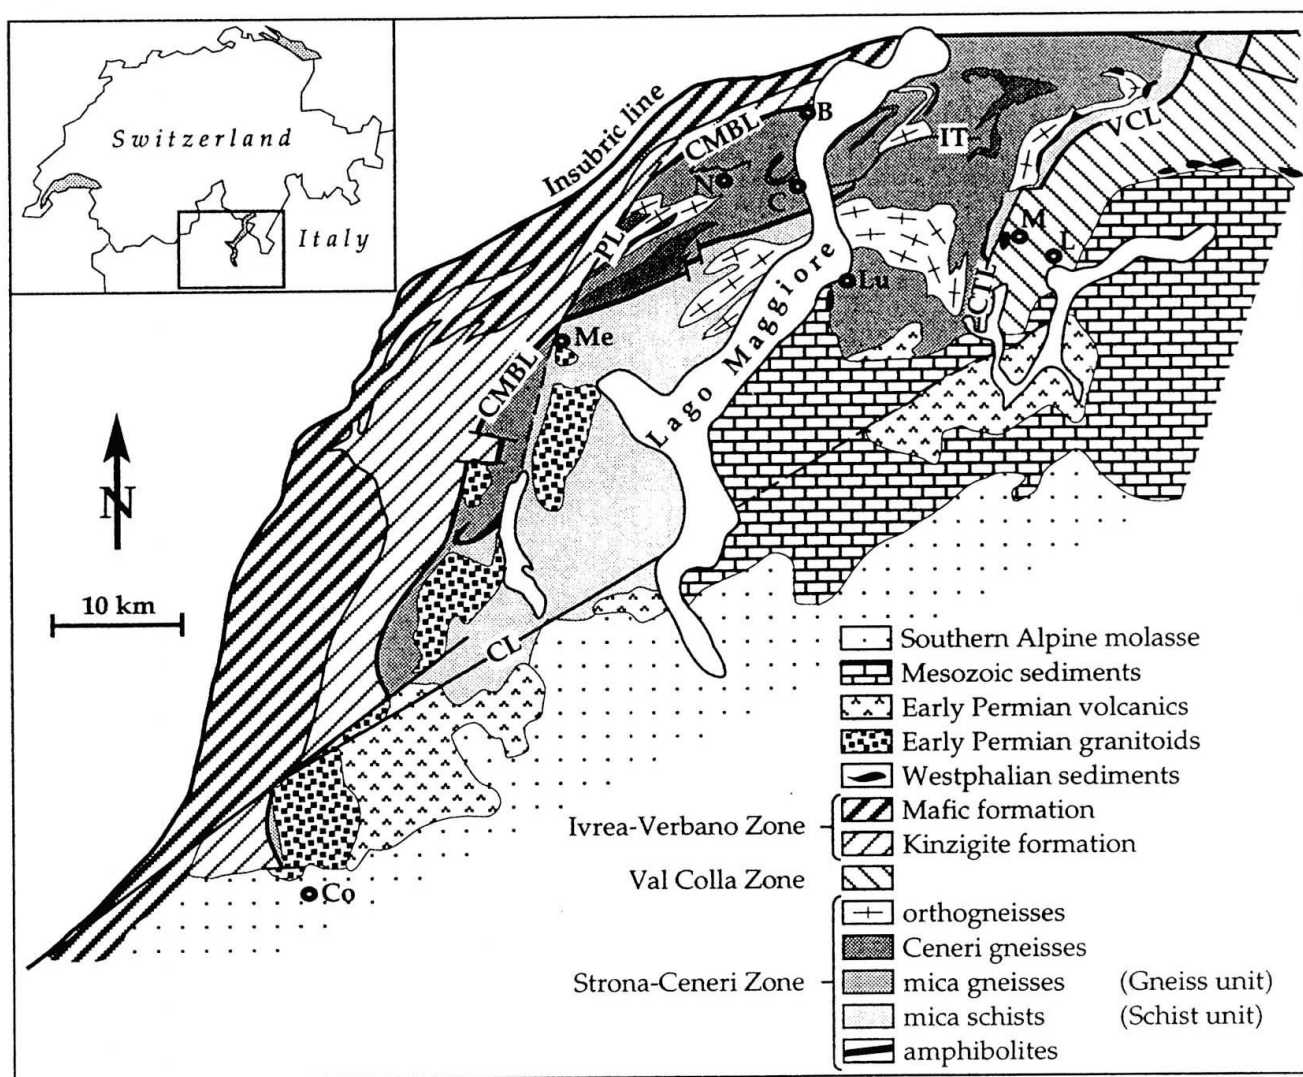 Switzerland
Italy
Insubric line
CMBL
B
IT
VCL
N
C
PL
M
L
CLL
Lu
Me
CMBL
Lago Maggiore
N
10 km
CL
Co
Southern Alpine molasse
Mesozoic sediments
Early Permian volcanics
Early Permian granitoids
Westphalian sediments
Ivrea-Verbano Zone
Mafic formation
Kinzigite formation
Val Colla Zone
Strona-Ceneri Zone
orthogneisses
Ceneri gneisses
mica gneisses (Gneiss unit)
mica schists (Schist unit)
amphibolites